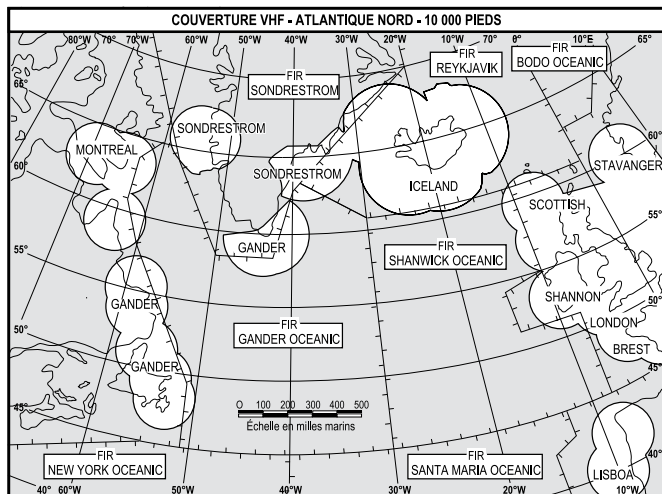 COUVERTURE VHF - ATLANTIQUE NORD - 10 000 PIEDS
80°W 70°W 60°W 50°W 40°W 30°W 20°W 10°W 0° 10°E 65°
FIR
SONDRESTROM
FIR
REYKJAVIK
FIR
BODO OCEANIC
65°
60°
55°
50°
45°
MONTREAL
SONDRESTROM
SONDRESTROM
ICELAND
STAVANGER
60°
SCOTTISH
GANDER
FIR
SHANWICK OCEANIC
55°
SHANNON
GANDER
FIR
GANDER OCEANIC
LONDON
50°
BREST
GANDER
45°
0 100 200 300 400 500
Échelle en milles marins
FIR
NEW YORK OCEANIC
FIR
SANTA MARIA OCEANIC
40°
LISBOA
40° 60°W 50°W 40°W 30°W 20°W 10°W